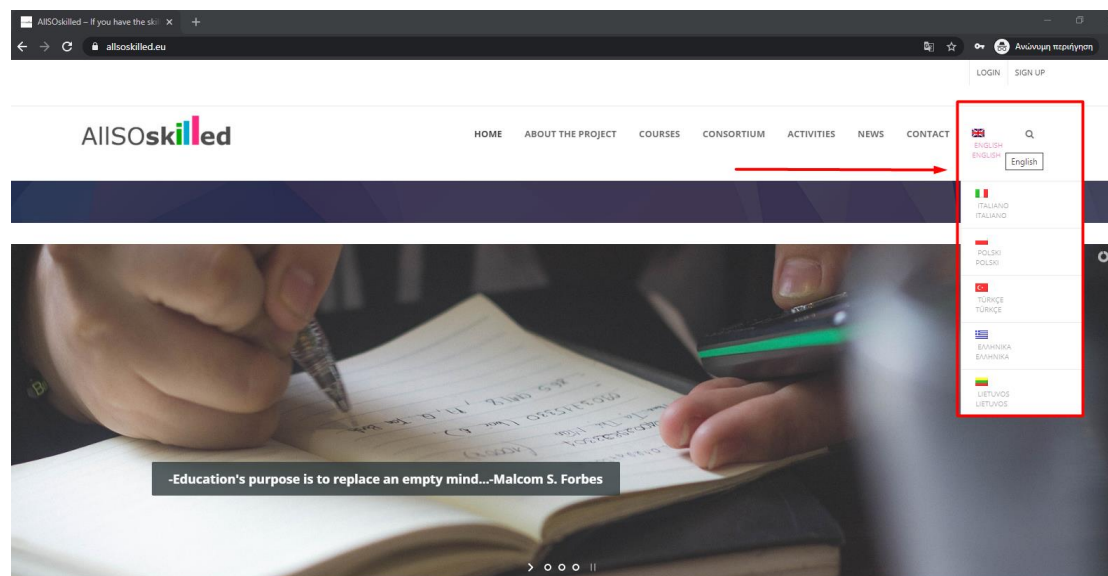 AllSOskilled – If you have the skil
allsoskilled.eu
Ανώνυμη περιήγηση
LOGIN SIGN UP
AllSOskilled
HOME ABOUT THE PROJECT COURSES CONSORTIUM ACTIVITIES NEWS CONTACT
ENGLISH
ENGLISH
English
ITALIANO
ITALIANO
POLSKI
POLSKI
TÜRKÇE
TÜRKÇE
ΕΛΛΗΝΙΚΑ
ΕΛΛΗΝΙΚΑ
LIETUVOS
LIETUVOS
-Education's purpose is to replace an empty mind...-Malcom S. Forbes